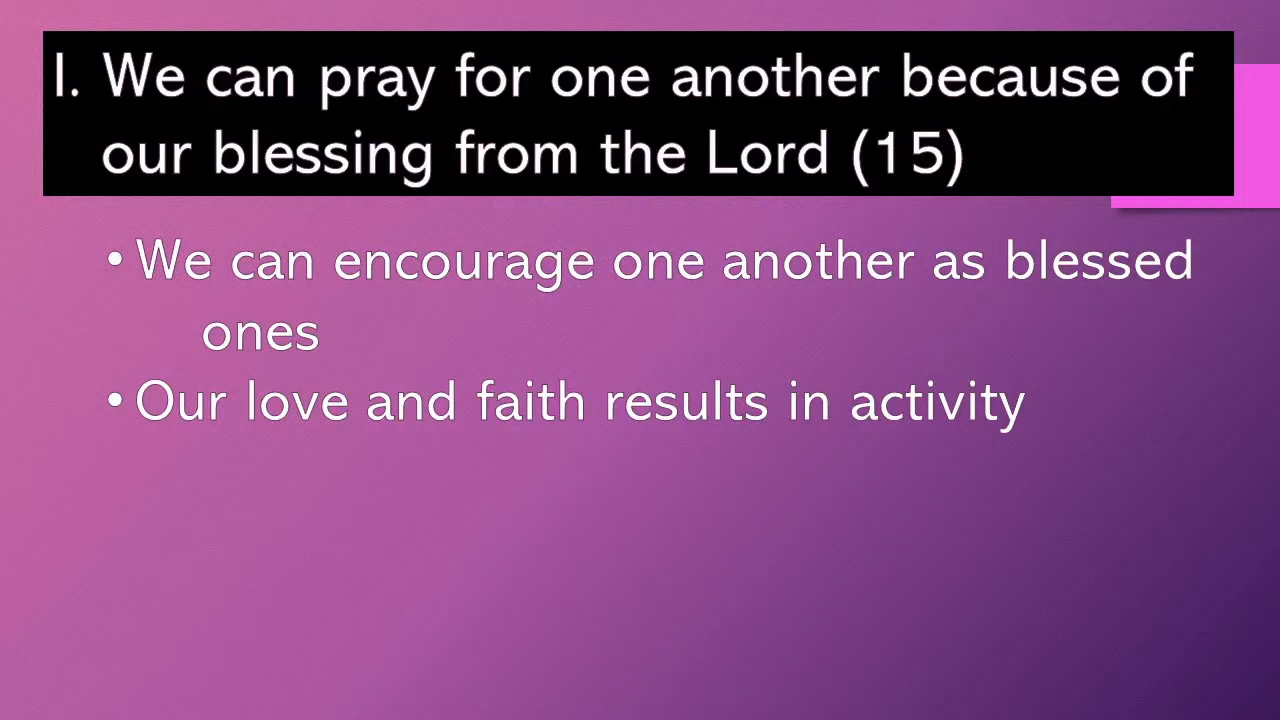 I. We can pray for one another because of
our blessing from the Lord (15)
• We can encourage one another as blessed
ones
• Our love and faith results in activity